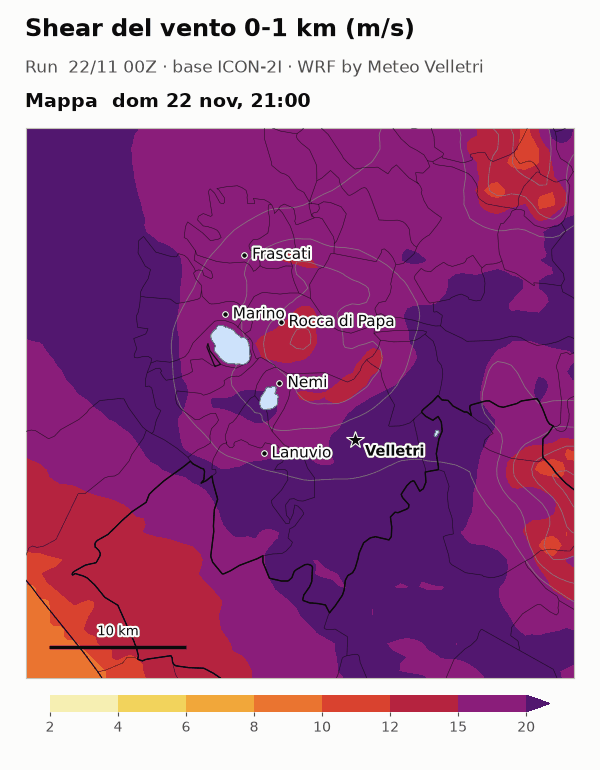 Shear del vento 0-1 km (m/s)
Run  22/11 00Z · base ICON-2I · WRF by Meteo Velletri
Mappa  dom 22 nov, 21:00
Frascati
Marino
Rocca di Papa
Nemi
Velletri
Lanuvio
10 km
2 4 6 8 10 12 15 20